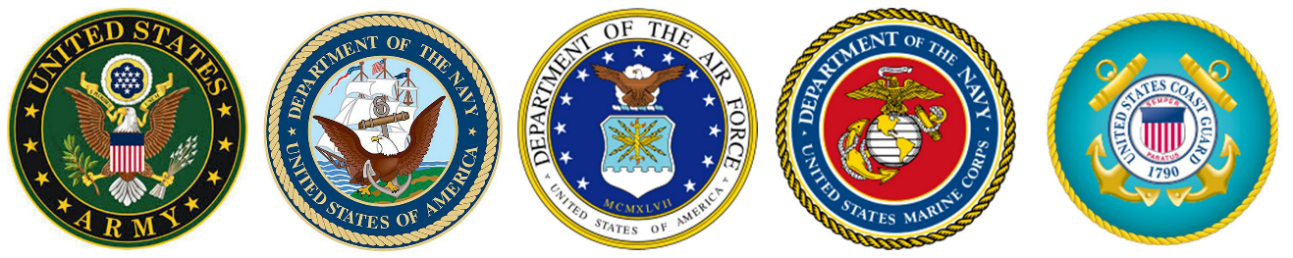 UNITED STATES
ARMY
DEPARTMENT OF THE NAVY
UNITED STATES OF AMERICA
DEPARTMENT OF THE AIR FORCE
MCMXLVII
UNITED STATES OF AMERICA
DEPARTMENT OF THE NAVY
UNITED STATES MARINE CORPS
UNITED STATES COAST GUARD
SEMPER
PARATUS
1790